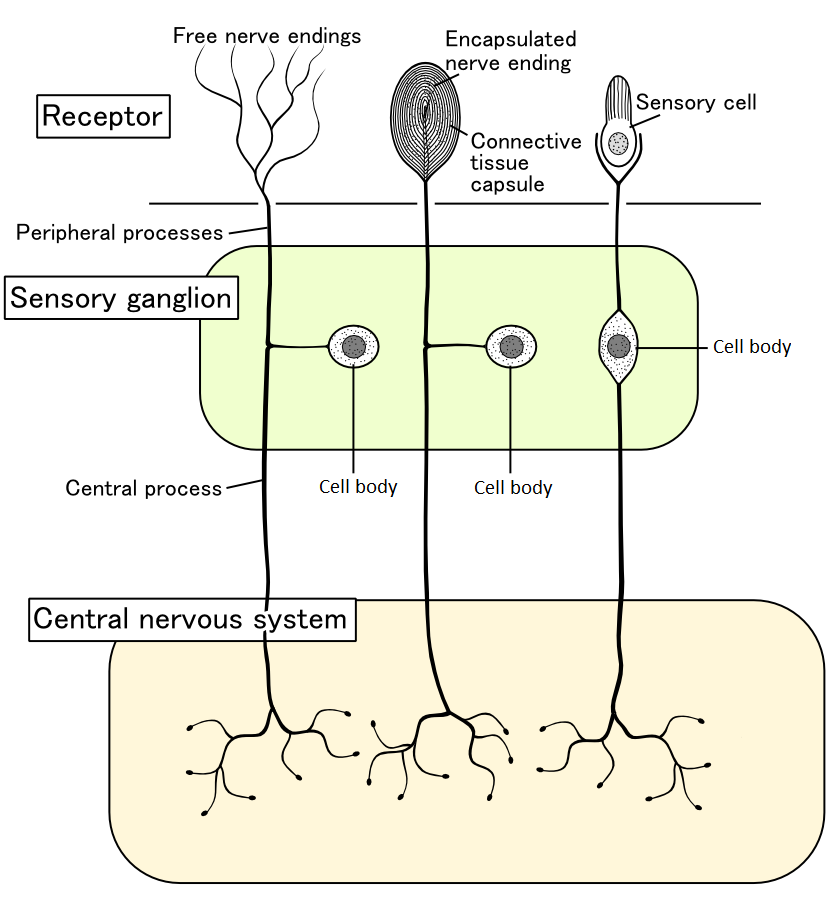 Free nerve endings
Encapsulated
nerve ending
Receptor
Sensory cell
Connective
tissue
capsule
Peripheral processes
Sensory ganglion
Cell body
Central process
Cell body
Cell body
Central nervous system